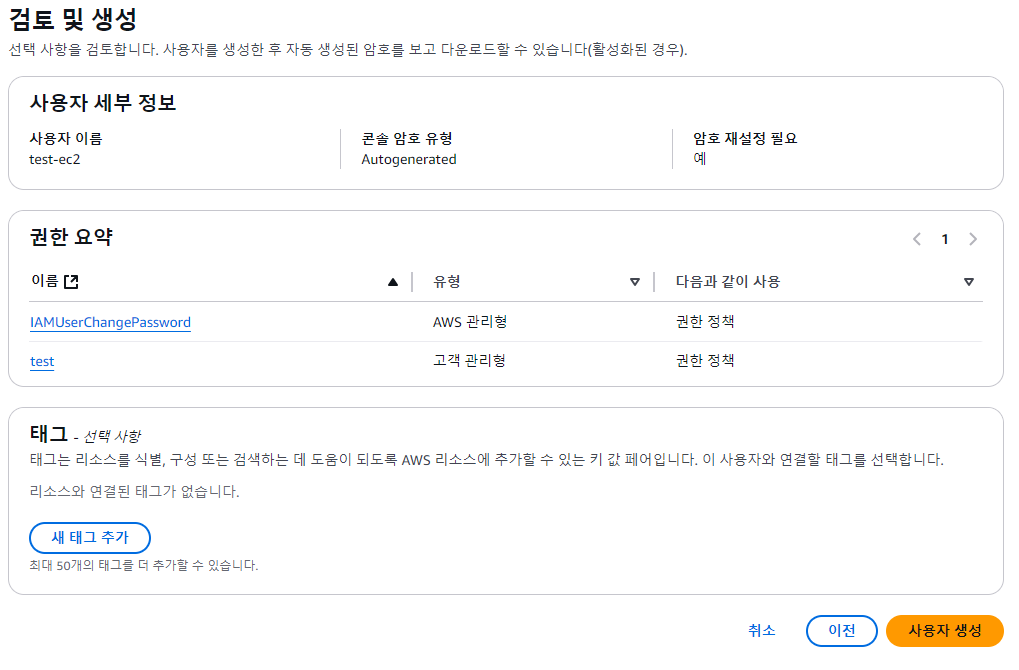 검토 및 생성
선택 사항을 검토합니다. 사용자를 생성한 후 자동 생성된 암호를 보고 다운로드할 수 있습니다(활성화된 경우).
사용자 세부 정보
사용자 이름
test-ec2
콘솔 암호 유형
Autogenerated
암호 재설정 필요
예
권한 요약
1
이름 유형 다음과 같이 사용
IAMUserChangePassword AWS 관리형 권한 정책
test 고객 관리형 권한 정책
태그 - 선택 사항
태그는 리소스를 식별, 구성 또는 검색하는 데 도움이 되도록 AWS 리소스에 추가할 수 있는 키 값 페어입니다. 이 사용자와 연결할 태그를 선택합니다.
리소스와 연결된 태그가 없습니다.
새 태그 추가
최대 50개의 태그를 더 추가할 수 있습니다.
취소 이전 사용자 생성